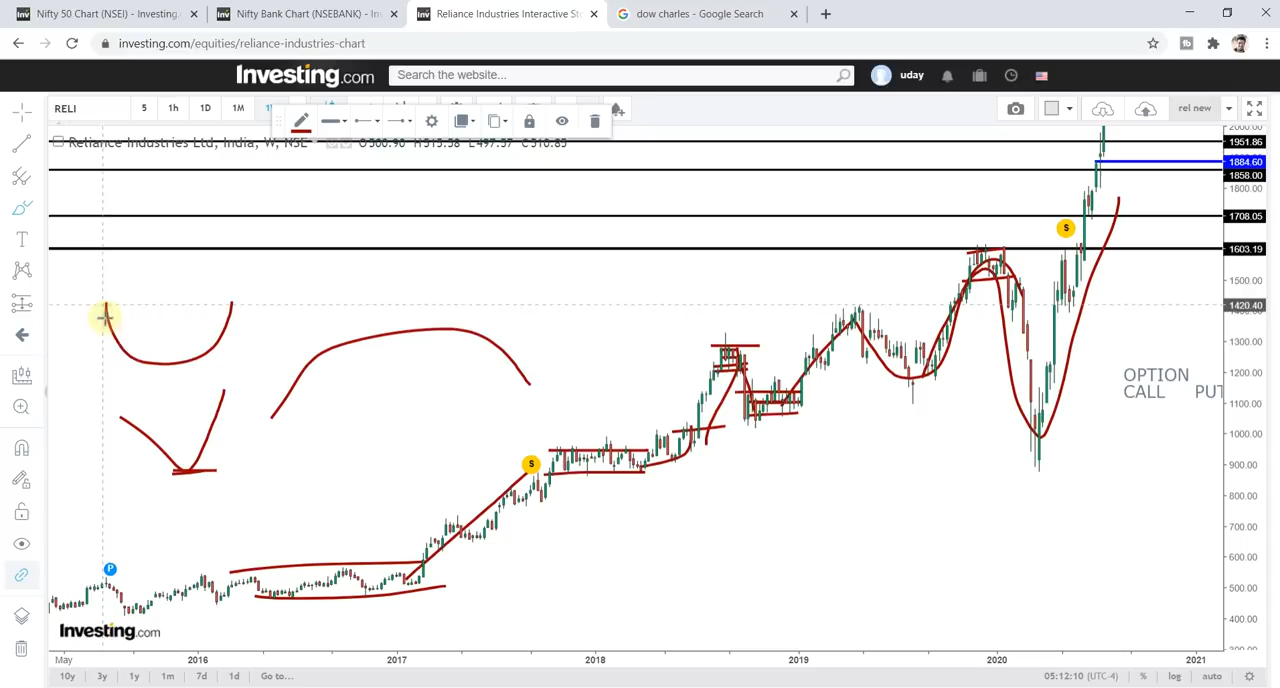 Nifty 50 Chart (NSEI) - Investing.
Nifty Bank Chart (NSEBANK) - Inv
Reliance Industries Interactive Sto
dow charles - Google Search
investing.com/equities/reliance-industries-chart
Investing.com
Search the website...
uday
RELI
5
1h
1D
1M
rel new
Reliance Industries Ltd, India, W, NSE
2000.00
1951.86
1884.60
1858.00
1800.00
1708.05
1603.19
1500.00
1420.40
1300.00
1200.00
1100.00
1000.00
900.00
800.00
700.00
600.00
500.00
400.00
OPTION
CALL PUT
S
S
P
Investing.com
May 2016 2017 2018 2019 2020 2021
10y 3y 1y 1m 7d 1d Go to...
05:12:10 (UTC-4) % log auto